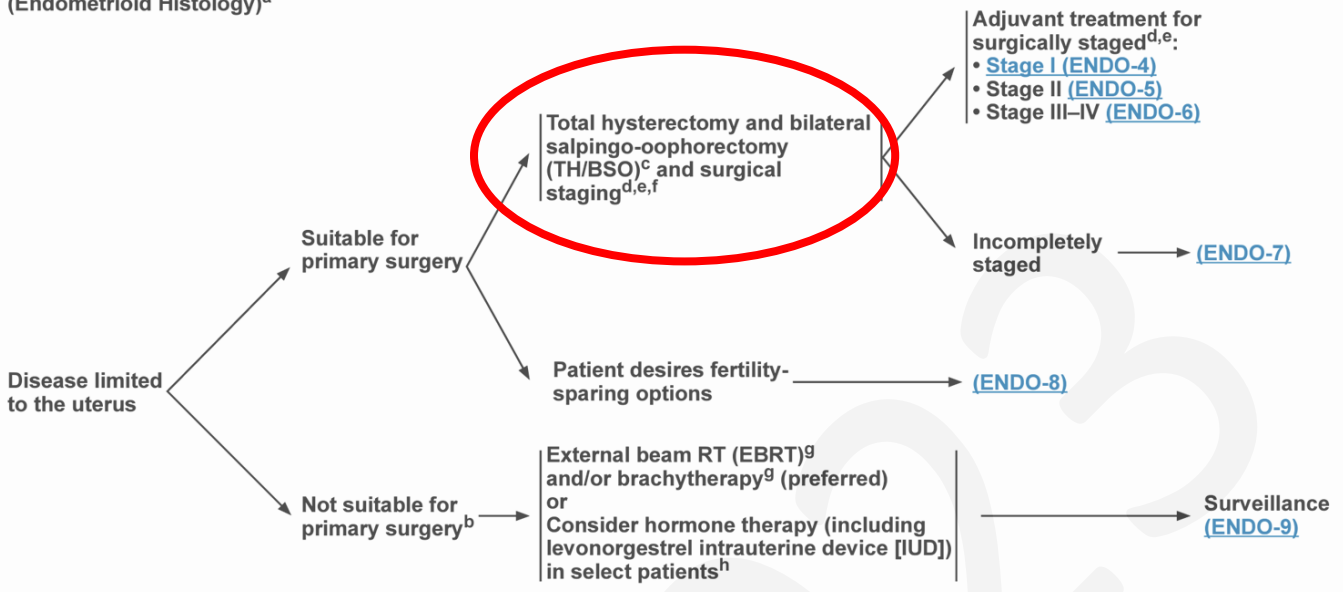 (Endometrioid Histology)a
Adjuvant treatment for
surgically stagedd,e:
• Stage I (ENDO-4)
• Stage II (ENDO-5)
• Stage III–IV (ENDO-6)
Total hysterectomy and bilateral
salpingo-oophorectomy
(TH/BSO)c and surgical
stagingd,e,f
Suitable for
primary surgery
Incompletely
staged
(ENDO-7)
Disease limited
to the uterus
Patient desires fertility-
sparing options
(ENDO-8)
External beam RT (EBRT)g
and/or brachytherapyg (preferred)
or
Consider hormone therapy (including
levonorgestrel intrauterine device [IUD])
in select patientsh
Not suitable for
primary surgeryb
Surveillance
(ENDO-9)